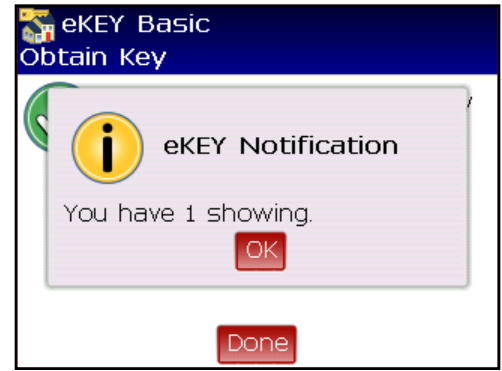 eKEY Basic
Obtain Key
eKEY Notification
You have 1 showing.
OK
Done